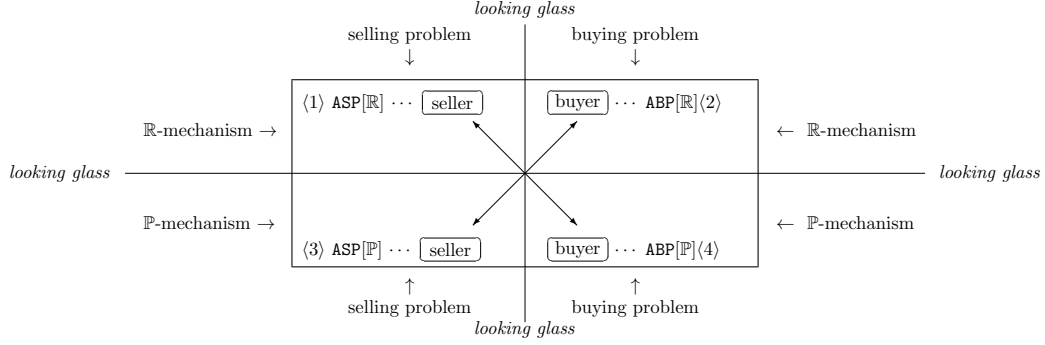 looking glass
selling problem buying problem
↓ ↓
⟨1⟩ ASP[ℝ] ⋯ seller buyer ⋯ ABP[ℝ]⟨2⟩
ℝ-mechanism → ← ℝ-mechanism
looking glass looking glass
ℙ-mechanism → ← ℙ-mechanism
⟨3⟩ ASP[ℙ] ⋯ seller buyer ⋯ ABP[ℙ]⟨4⟩
↑ ↑
selling problem buying problem
looking glass